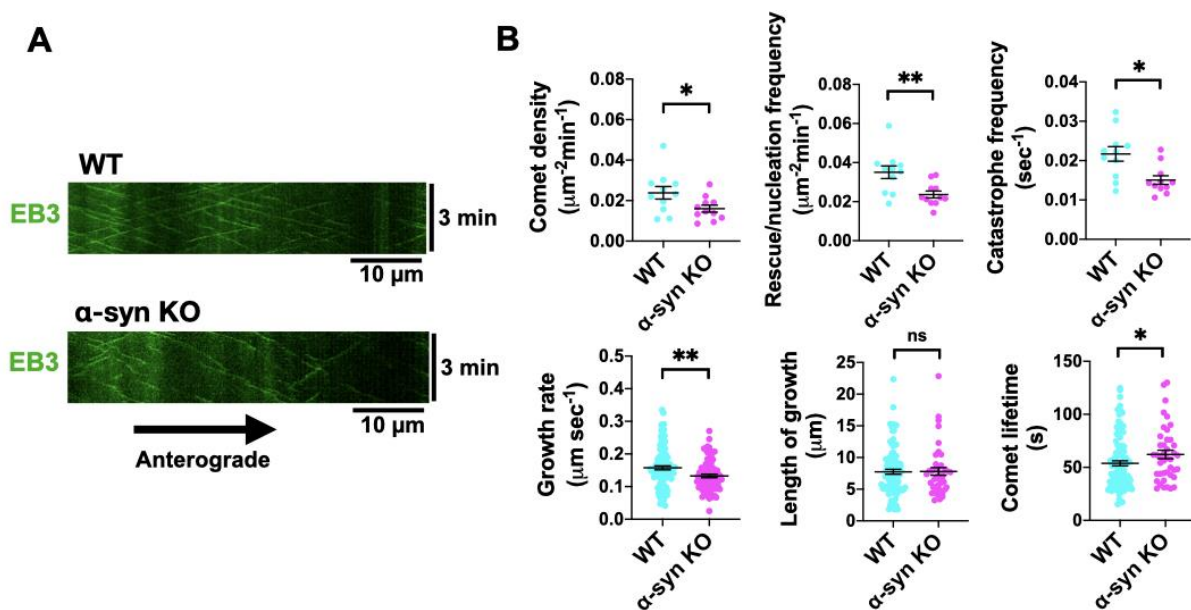 A
WT
EB3
3 min
10 μm
α-syn KO
EB3
3 min
10 μm
Anterograde
B
Comet density
(μm⁻²min⁻¹)
0.08
0.06
0.04
0.02
0.00
*
WT
α-syn KO
Rescue/nucleation frequency
(μm⁻²min⁻¹)
0.08
0.06
0.04
0.02
0.00
**
WT
α-syn KO
Catastrophe frequency
(sec⁻¹)
0.04
0.03
0.02
0.01
0.00
*
WT
α-syn KO
Growth rate
(μm sec⁻¹)
0.5
0.4
0.3
0.2
0.1
0.0
**
WT
α-syn KO
Length of growth
(μm)
25
20
15
10
5
0
ns
WT
α-syn KO
Comet lifetime
(s)
150
100
50
0
*
WT
α-syn KO